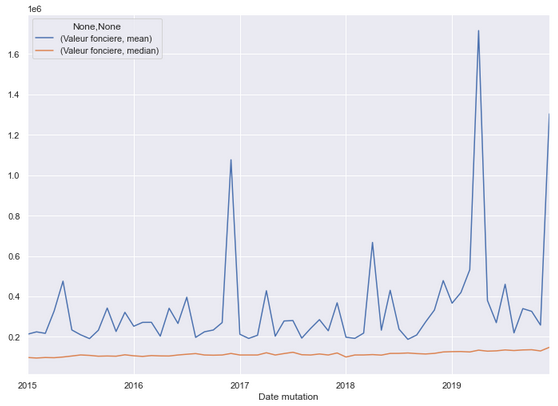 1e6
None,None
(Valeur fonciere, mean)
(Valeur fonciere, median)
1.6
1.4
1.2
1.0
0.8
0.6
0.4
0.2
2015 2016 2017 2018 2019
Date mutation